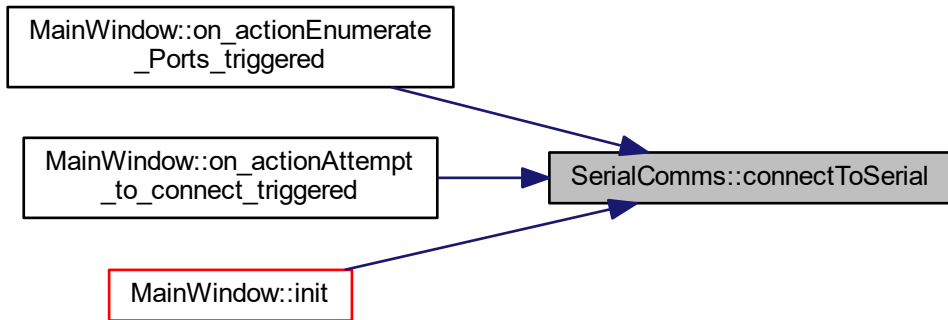 MainWindow::on_actionEnumerate
_Ports_triggered
MainWindow::on_actionAttempt
_to_connect_triggered
SerialComms::connectToSerial
MainWindow::init